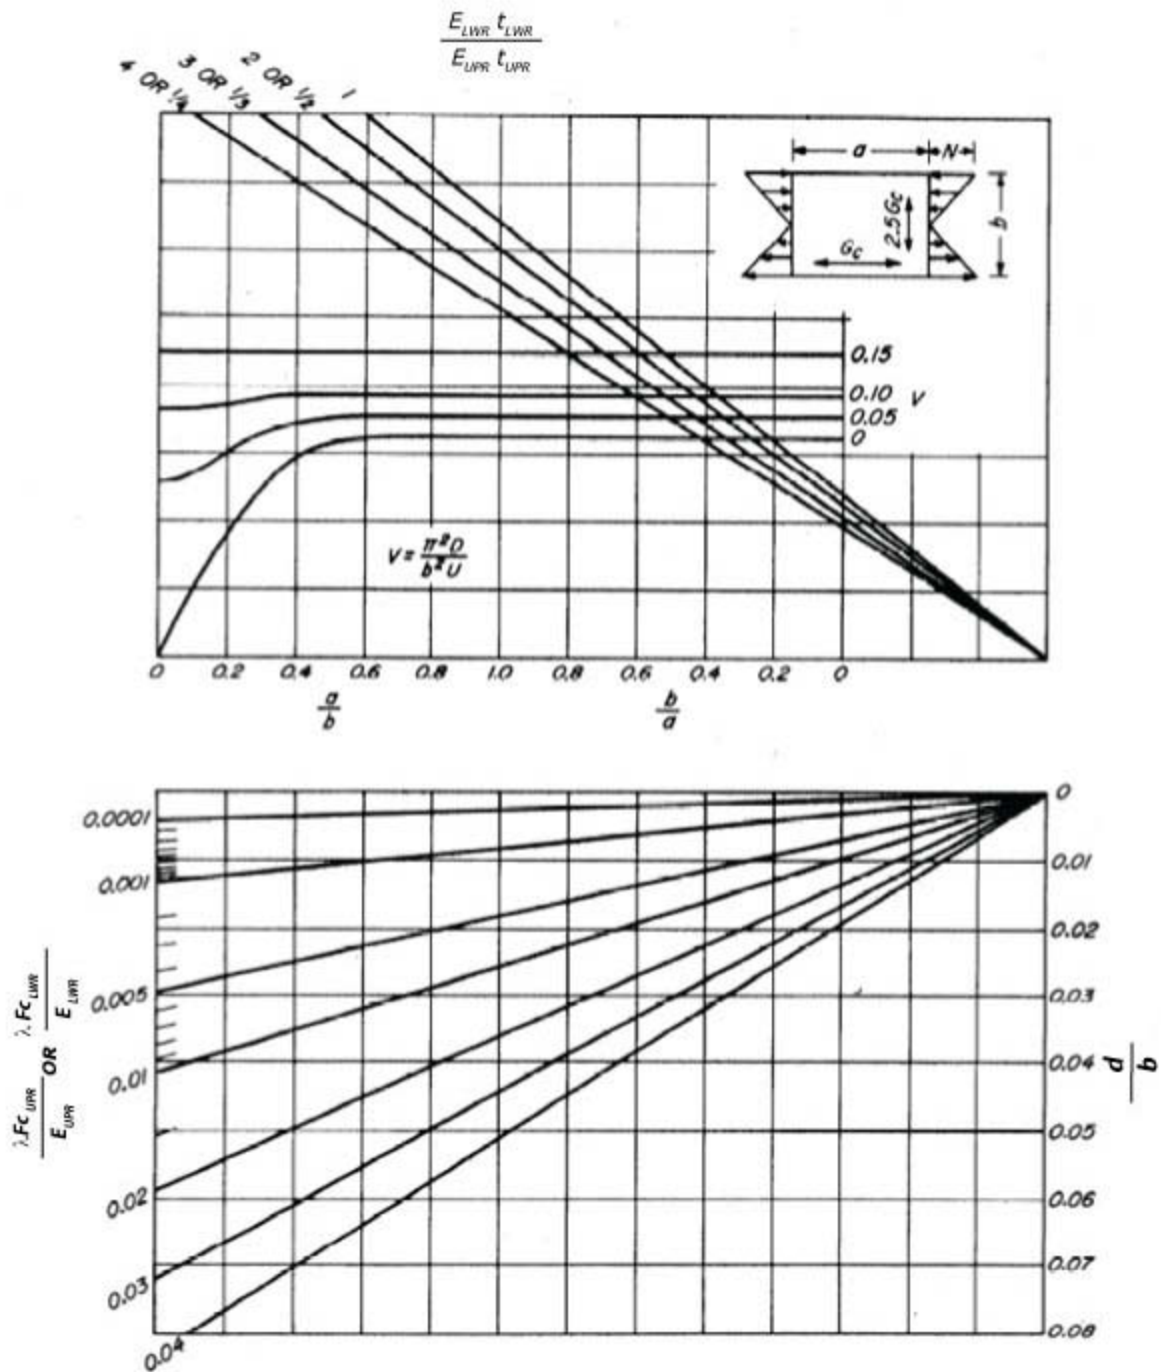 E_LWR t_LWR
E_UPR t_UPR
4 OR 1/4
3 OR 1/3
2 OR 1/2
1
a
N
b
2.5Gc
Gc
0.15
0.10
V
0.05
0
V = π²D
b²U
0 0.2 0.4 0.6 0.8 1.0 0.8 0.6 0.4 0.2 0
a
b
b
a
0.0001
0.001
0.005
0.01
0.02
0.03
0.04
λFc_UPR
E_UPR
OR
λFc_LWR
E_LWR
0
0.01
0.02
0.03
0.04
0.05
0.06
0.07
0.08
d
b